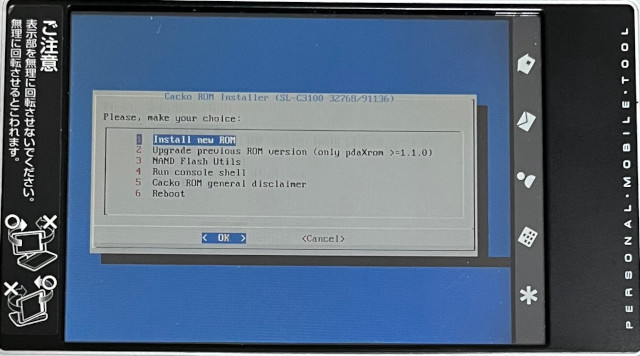 ご注意
表示部を無理に回転させないでください。
無理に回転させるとこわれます。
Cacko ROM Installer (SL-C3100 32768/91136)
Please, make your choice:
1 Install new ROM
2 Upgrade previous ROM version (only pdaXrom >=1.1.0)
3 NAND Flash Utils
4 Run console shell
5 Cacko ROM general disclaimer
6 Reboot
< OK > <Cancel>
PERSONAL·MOBILE·TOOL